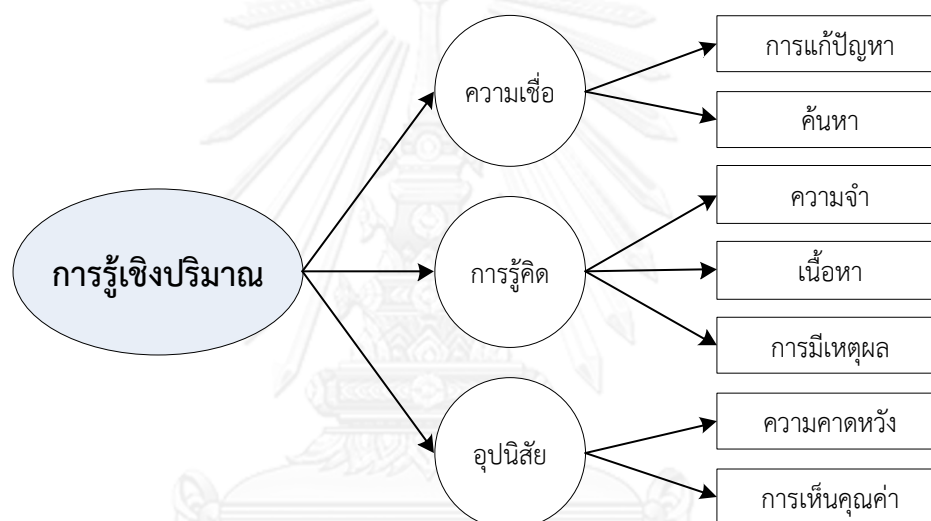 การรู้เชิงปริมาณ
ความเชื่อ
การแก้ปัญหา
ค้นหา
การรู้คิด
ความจำ
เนื้อหา
การมีเหตุผล
อุปนิสัย
ความคาดหวัง
การเห็นคุณค่า